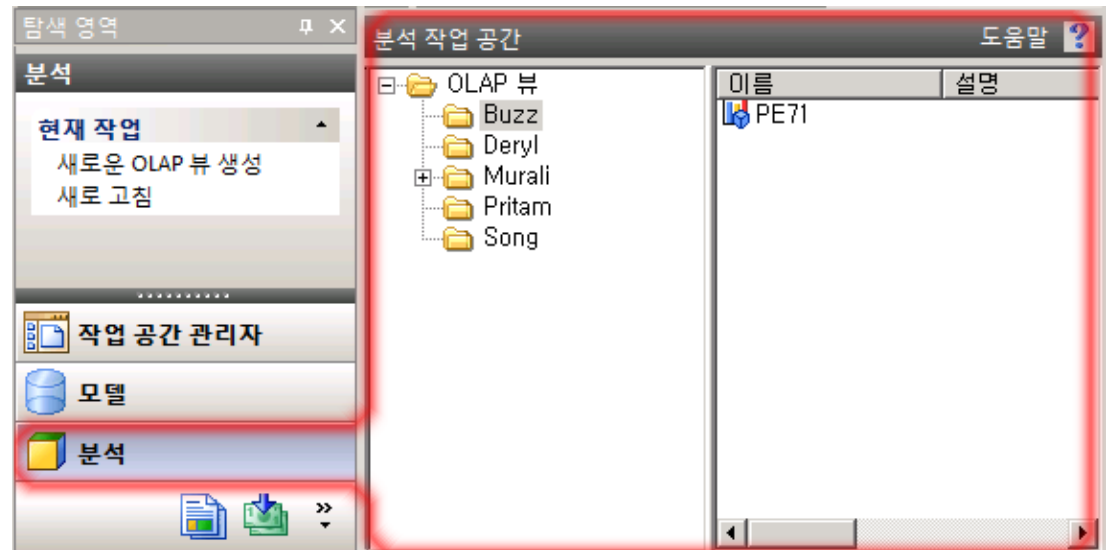 탐색 영역
분석
현재 작업
새로운 OLAP 뷰 생성
새로 고침
작업 공간 관리자
모델
분석
분석 작업 공간
도움말
OLAP 뷰
Buzz
Deryl
Murali
Pritam
Song
이름 설명
PE71